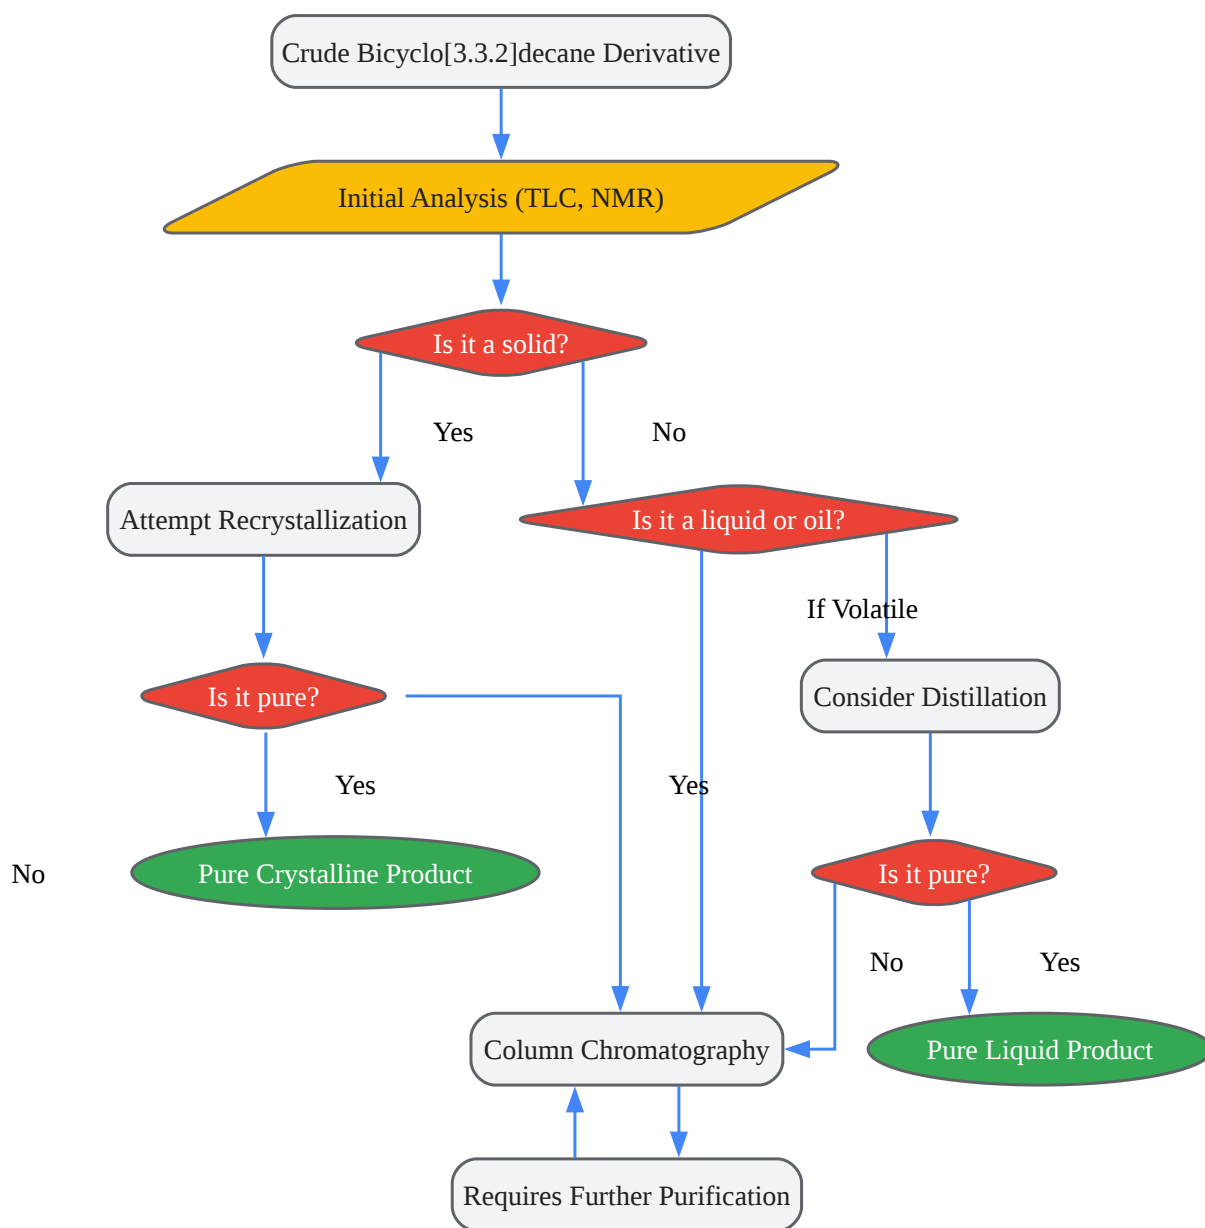 Crude Bicyclo[3.3.2]decane Derivative
Initial Analysis (TLC, NMR)
Is it a solid?
Yes
No
Attempt Recrystallization
Is it a liquid or oil?
If Volatile
Is it pure?
Consider Distillation
Yes
Yes
No
Pure Crystalline Product
Is it pure?
No
Yes
Column Chromatography
Pure Liquid Product
Requires Further Purification